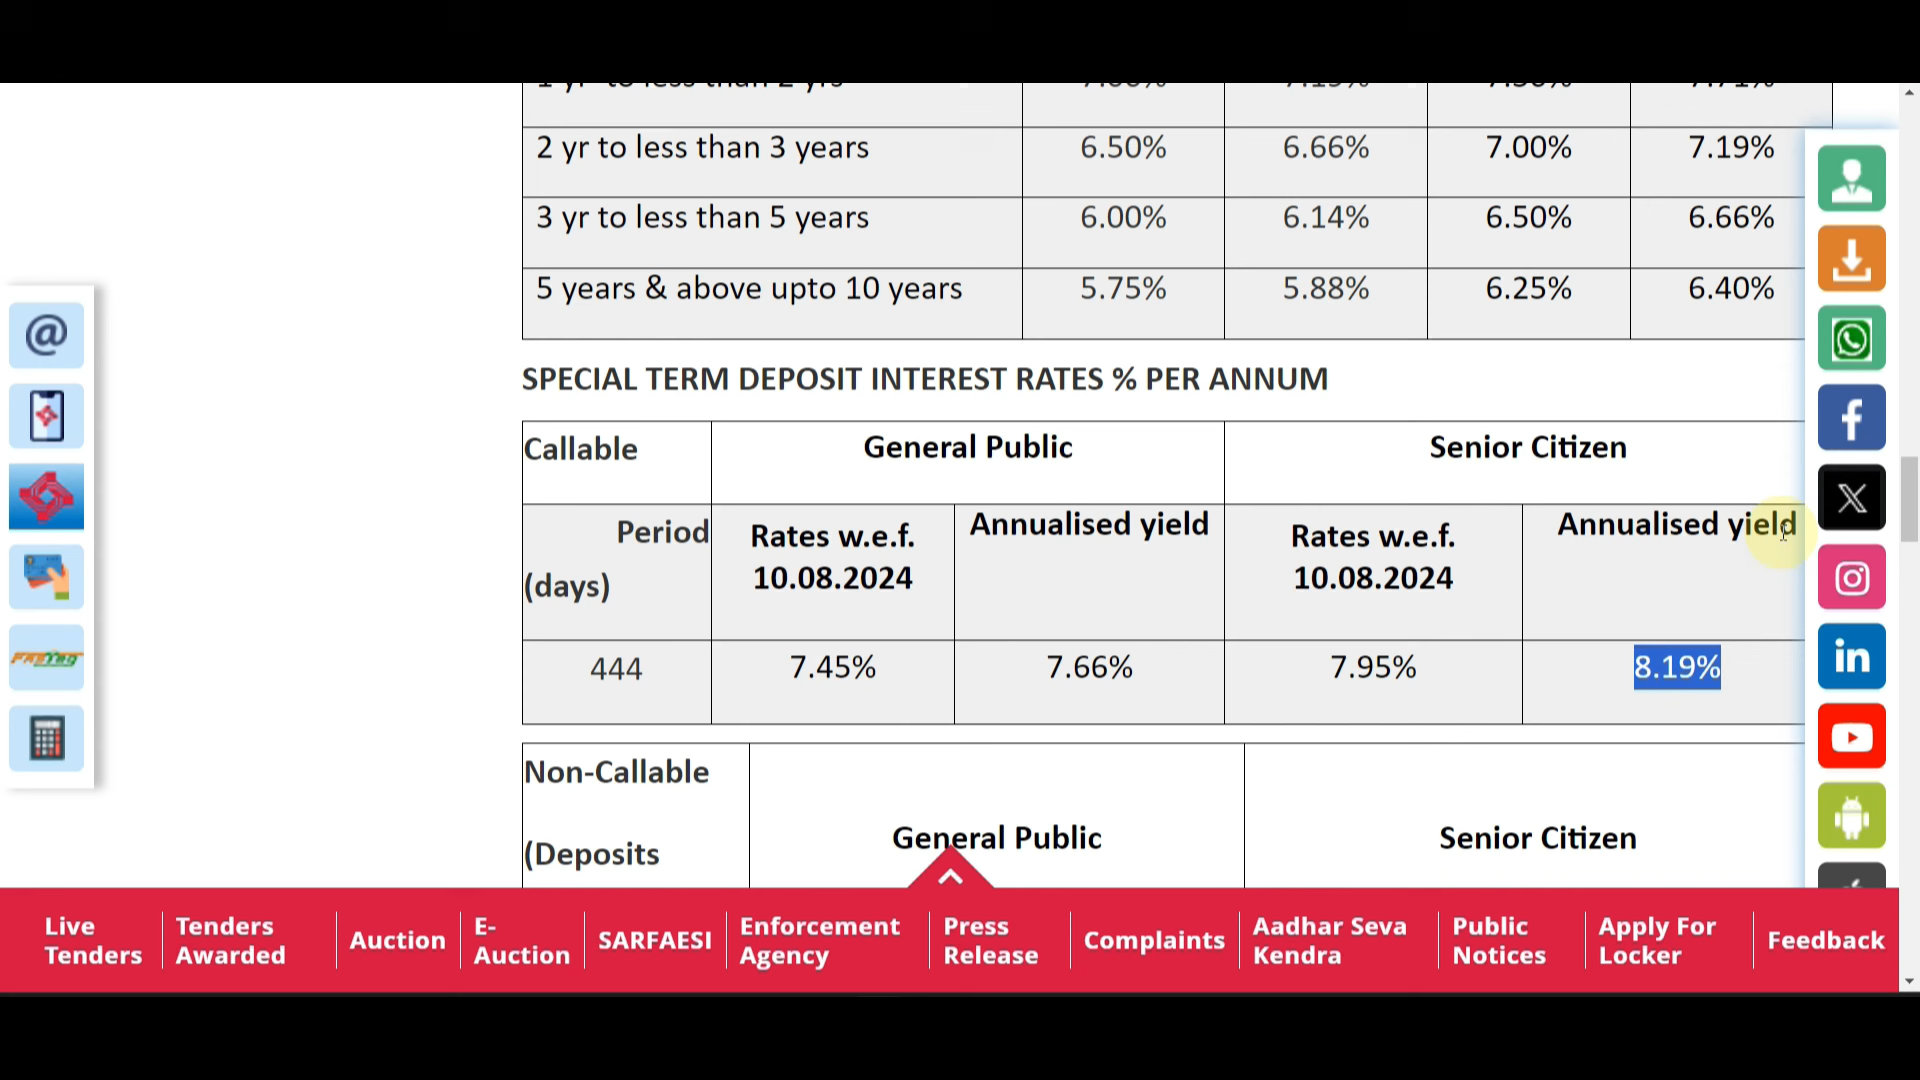 2 yr to less than 3 years 6.50% 6.66% 7.00% 7.19%
3 yr to less than 5 years 6.00% 6.14% 6.50% 6.66%
5 years & above upto 10 years 5.75% 5.88% 6.25% 6.40%
SPECIAL TERM DEPOSIT INTEREST RATES % PER ANNUM
Callable General Public Senior Citizen
Period
(days)
Rates w.e.f.
10.08.2024
Annualised yield
Rates w.e.f.
10.08.2024
Annualised yield
444 7.45% 7.66% 7.95% 8.19%
Non-Callable
(Deposits
General Public Senior Citizen
Live
Tenders
Tenders
Awarded
Auction
E-
Auction
SARFAESI
Enforcement
Agency
Press
Release
Complaints
Aadhar Seva
Kendra
Public
Notices
Apply For
Locker
Feedback